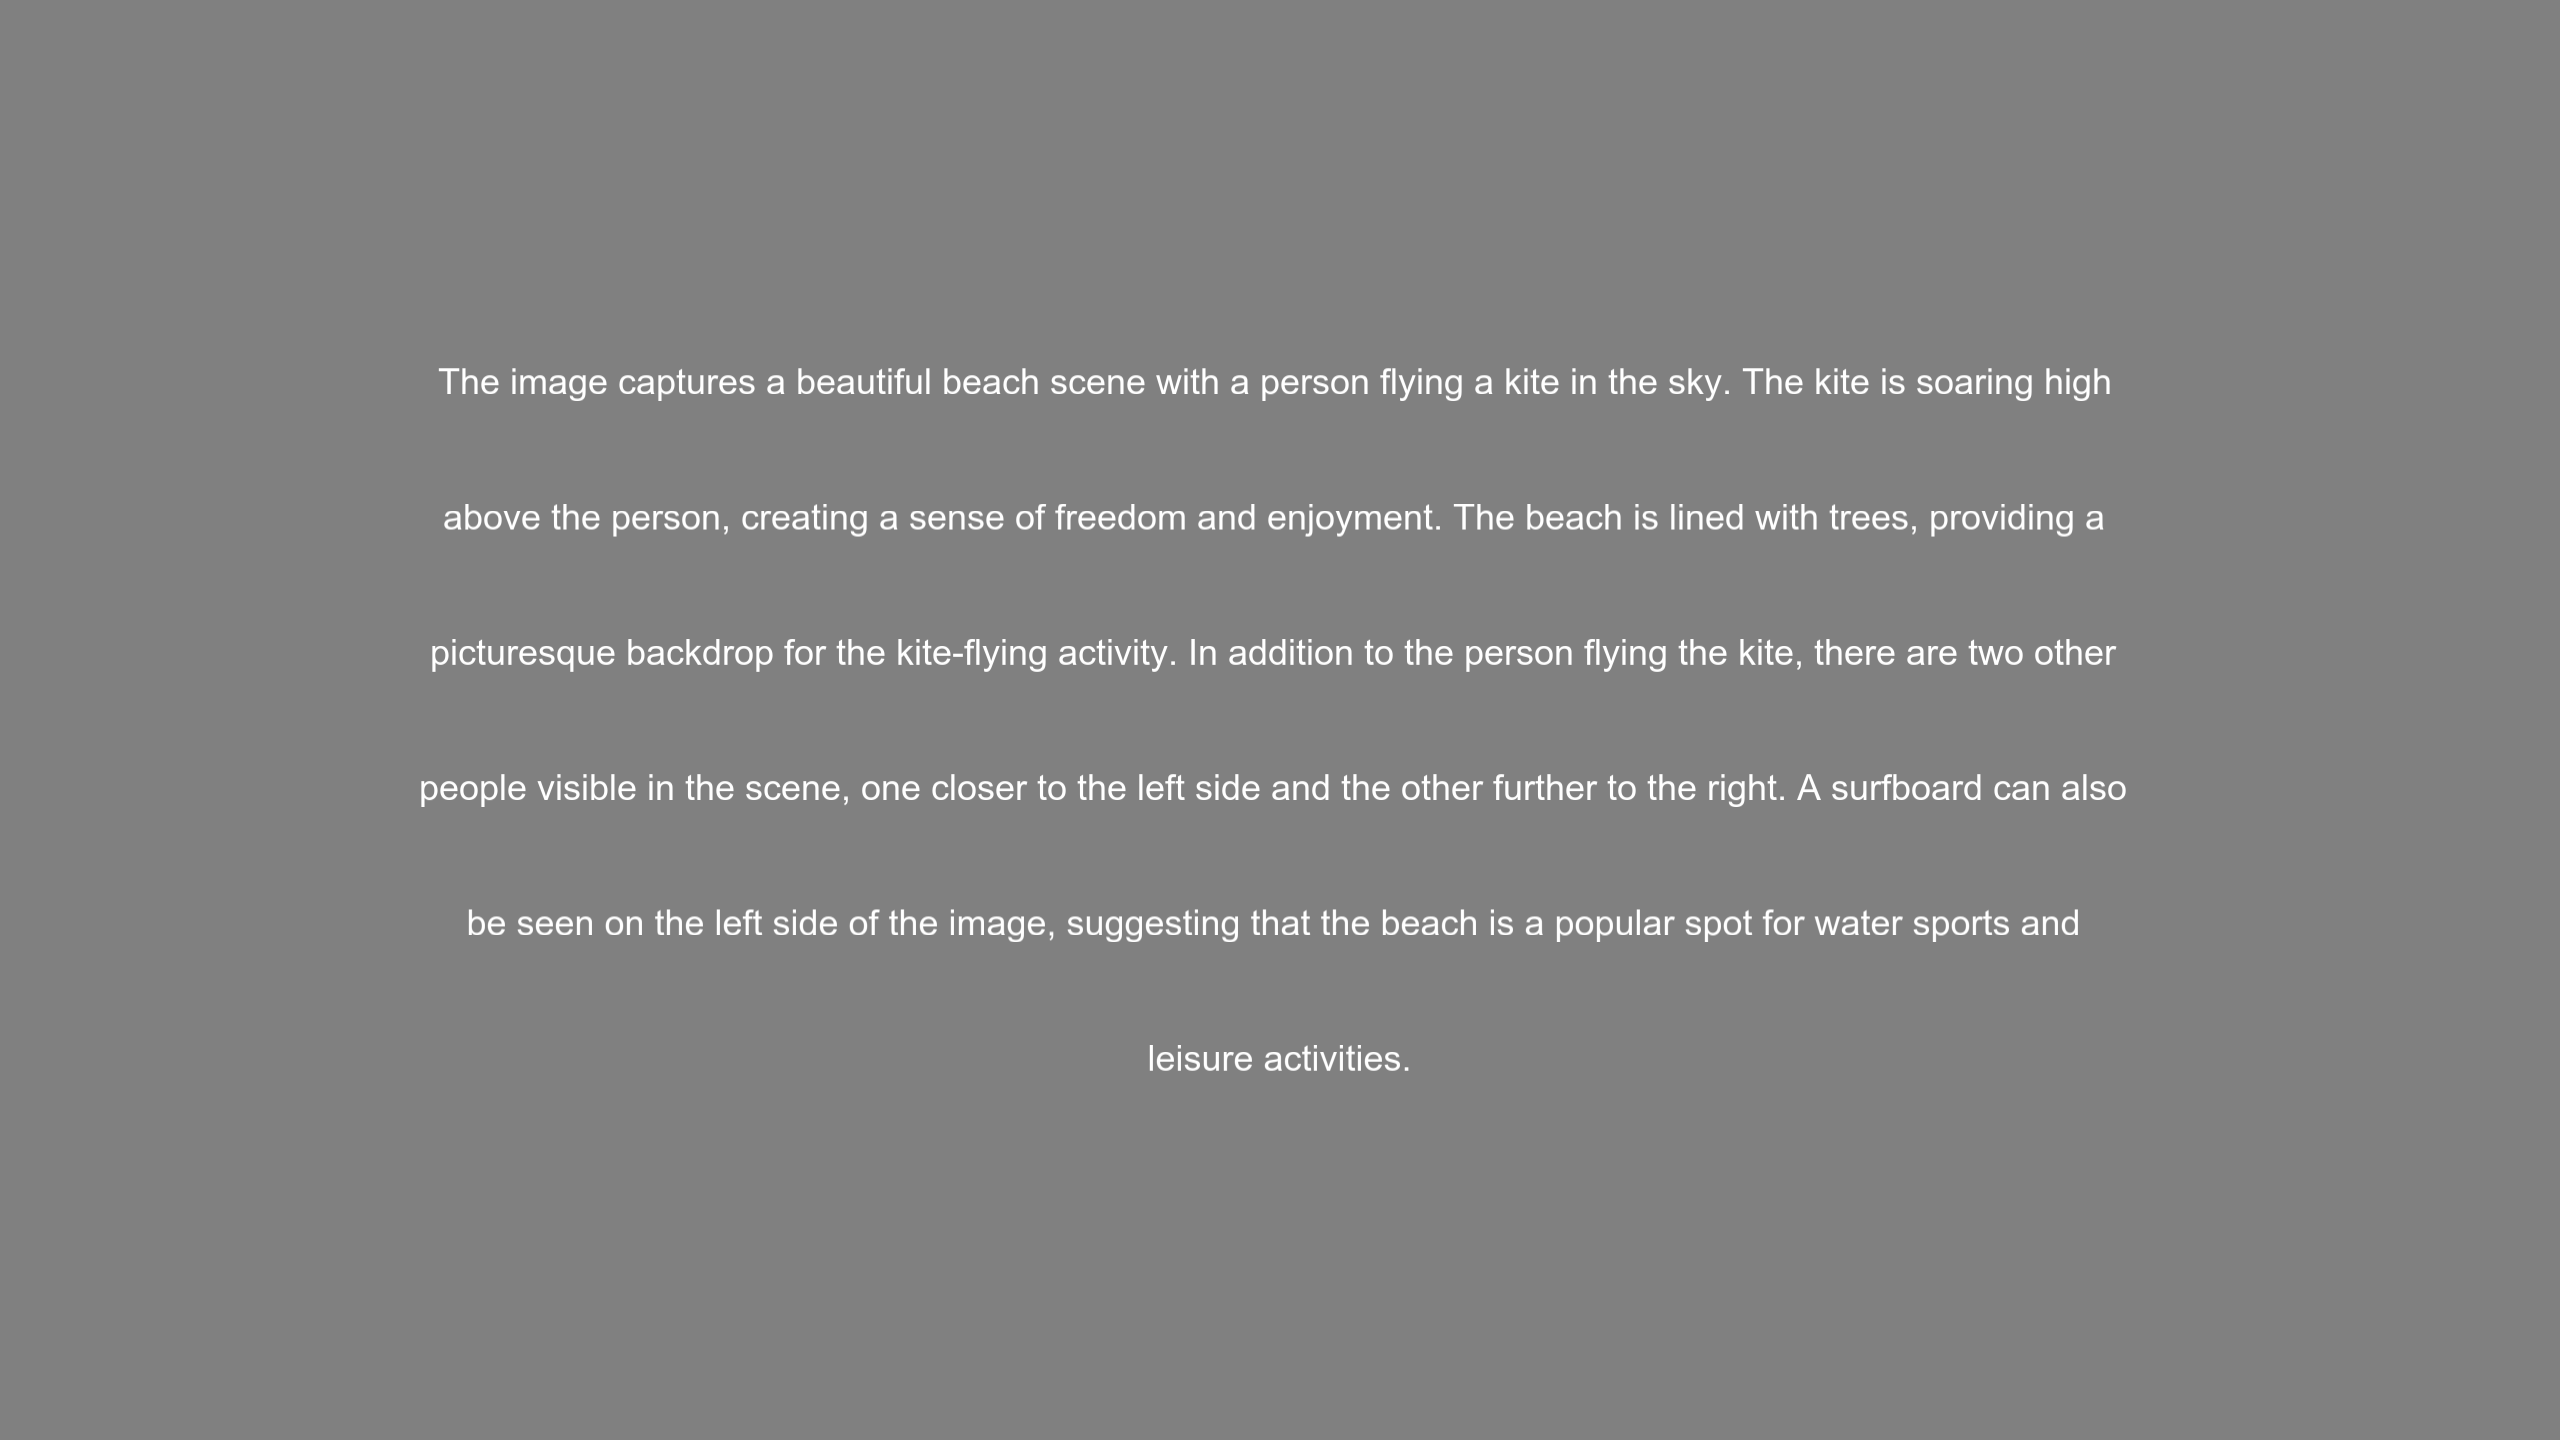 The image captures a beautiful beach scene with a person flying a kite in the sky. The kite is soaring high
above the person, creating a sense of freedom and enjoyment. The beach is lined with trees, providing a
picturesque backdrop for the kite-flying activity. In addition to the person flying the kite, there are two other
people visible in the scene, one closer to the left side and the other further to the right. A surfboard can also
be seen on the left side of the image, suggesting that the beach is a popular spot for water sports and
leisure activities.